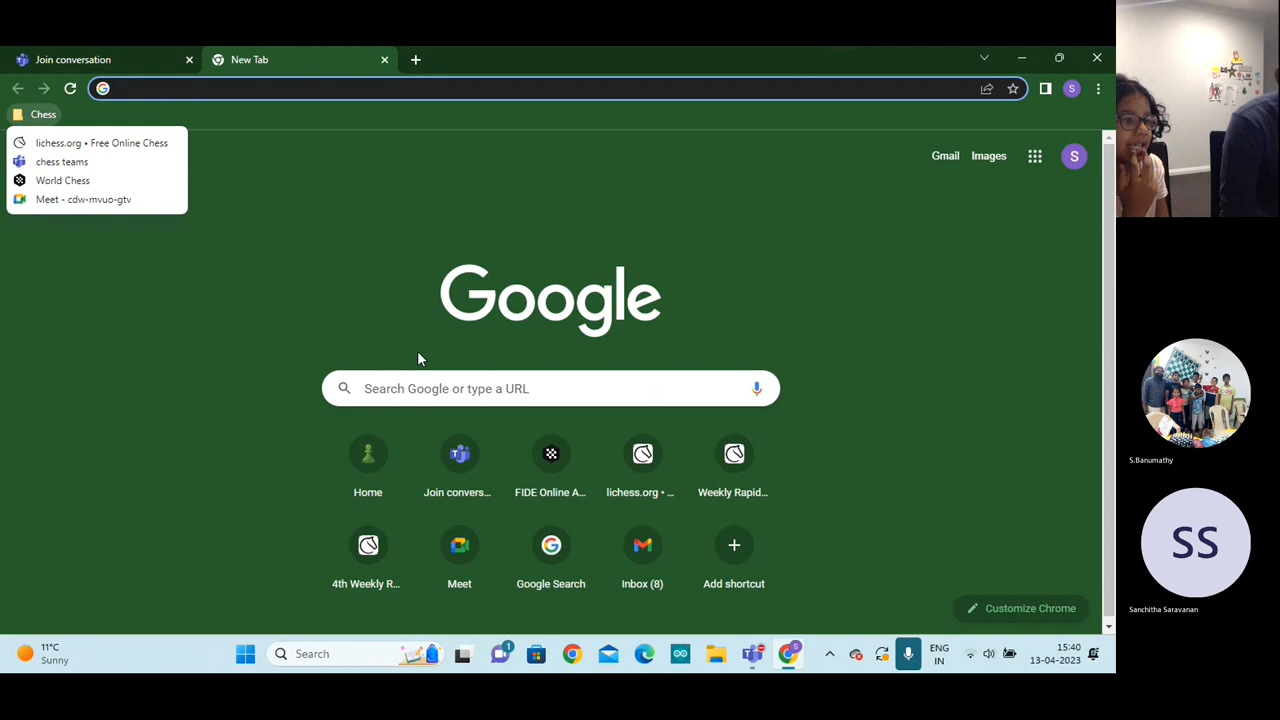 Join conversation
New Tab
S
Chess
lichess.org • Free Online Chess
chess teams
World Chess
Meet - cdw-mvuo-gtv
Gmail
Images
S
Google
Search Google or type a URL
Home
Join convers...
FIDE Online A...
lichess.org • ...
Weekly Rapid...
4th Weekly R...
Meet
Google Search
Inbox (8)
Add shortcut
Customize Chrome
11°C
Sunny
Search
1
ENG
IN
15:40
13-04-2023
S.Banumathy
SS
Sanchitha Saravanan